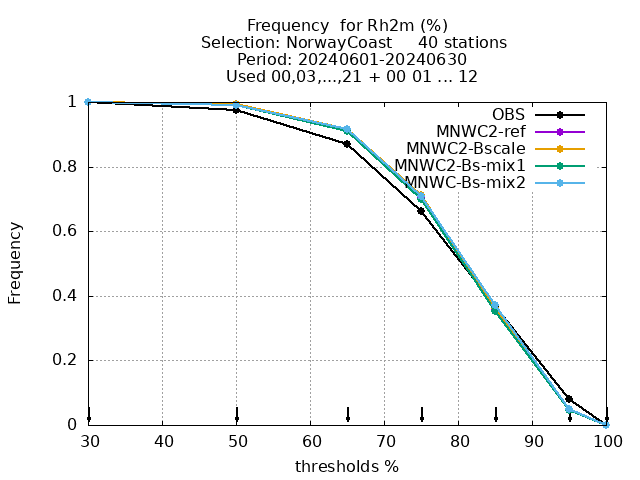 Frequency  for Rh2m (%)
Selection: NorwayCoast     40 stations
Period: 20240601-20240630
Used 00,03,...,21 + 00 01 ... 12
OBS
MNWC2-ref
MNWC2-Bscale
MNWC2-Bs-mix1
MNWC-Bs-mix2
Frequency
1
0.8
0.6
0.4
0.2
0
30 40 50 60 70 80 90 100
thresholds %